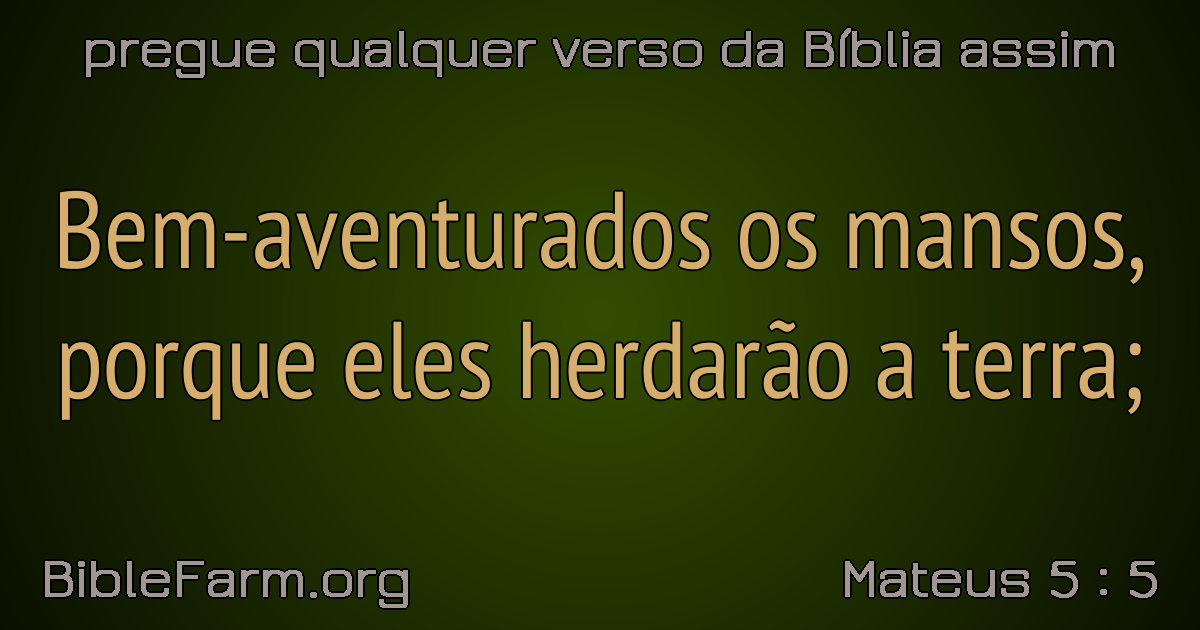 pregue qualquer verso da Bíblia assim
Bem-aventurados os mansos,
porque eles herdarão a terra;
BibleFarm.org
Mateus 5 : 5